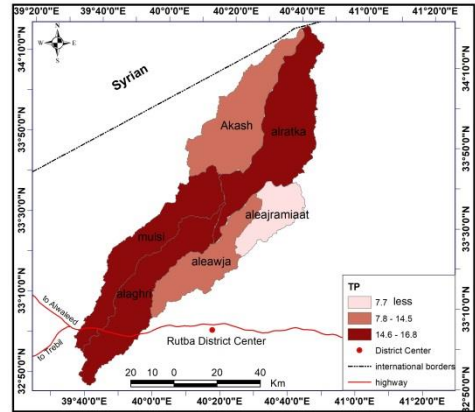 39°20'0"E 39°40'0"E 40°0'0"E 40°20'0"E 40°40'0"E 41°0'0"E 41°20'0"E
N
W E
S
34°10'0"N
33°50'0"N
33°30'0"N
33°10'0"N
32°50'0"N
34°10'0"N
33°50'0"N
33°30'0"N
33°10'0"N
32°50'0"N
Syrian
Akash
alratka
aleajramiaat
mulsi
aleawja
alaghri
to Alwaleed
to Trebil
Rutba District Center
TP
7.7 less
7.8 - 14.5
14.6 - 16.8
District Center
international borders
highway
20 10 0 20 40
Km
39°40'0"E 40°0'0"E 40°20'0"E 40°40'0"E 41°0'0"E 41°20'0"E